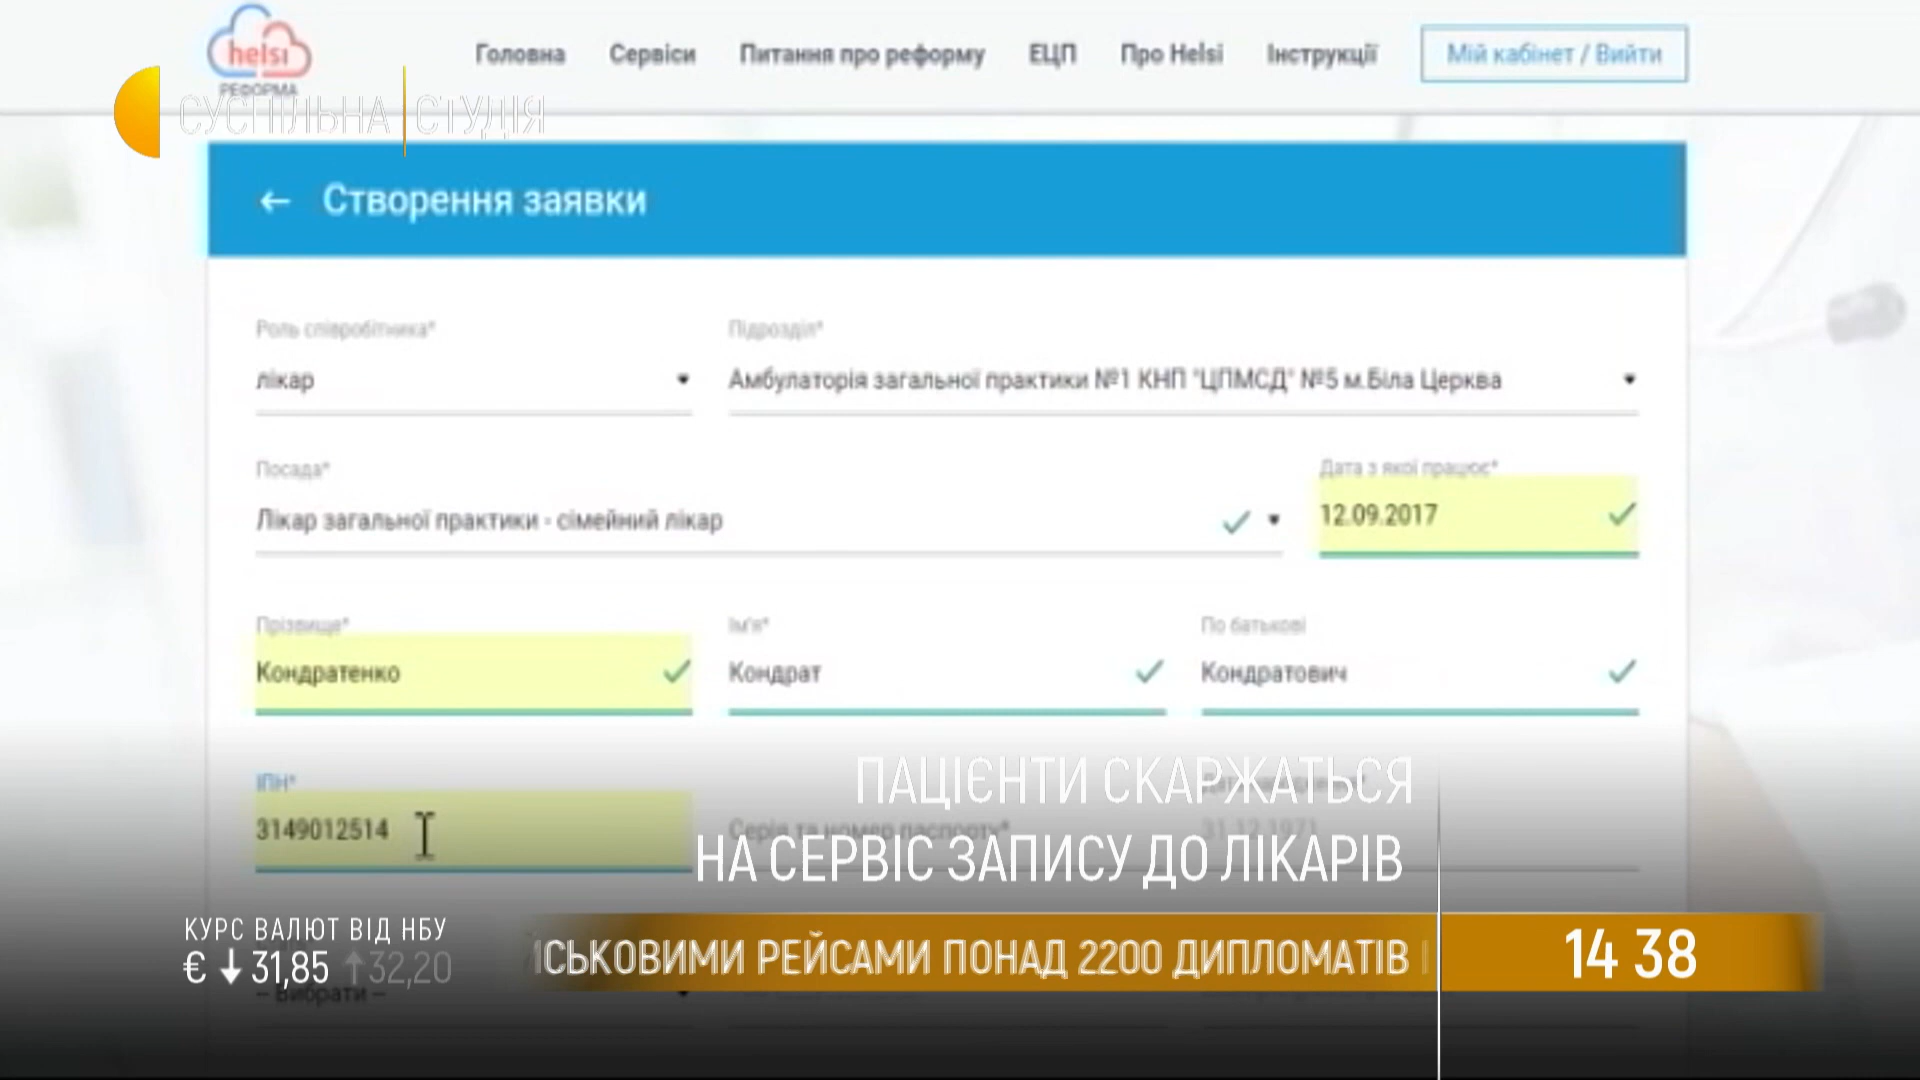 helsi
РЕФОРМА
Головна Сервіси Питання про реформу ЕЦП Про Helsi Інструкції Мій кабінет / Вийти
СУСПІЛЬНА СТУДІЯ
← Створення заявки
Роль співробітника* Підрозділ*
лікар Амбулаторія загальної практики №1 КНП "ЦПМСД" №5 м.Біла Церква
Посада* Дата з якої працює*
Лікар загальної практики - сімейний лікар 12.09.2017
Прізвище* Ім'я* По батькові
Кондратенко Кондрат Кондратович
ІПН*
3149012514 Серія та номер паспорту* 31.12.1971
ПАЦІЄНТИ СКАРЖАТЬСЯ
НА СЕРВІС ЗАПИСУ ДО ЛІКАРІВ
КУРС ВАЛЮТ ВІД НБУ
€ ↓ 31,85 ↑ 32,20
-- Вибрати --
СЬКОВИМИ РЕЙСАМИ ПОНАД 2200 ДИПЛОМАТІВ І
14 38